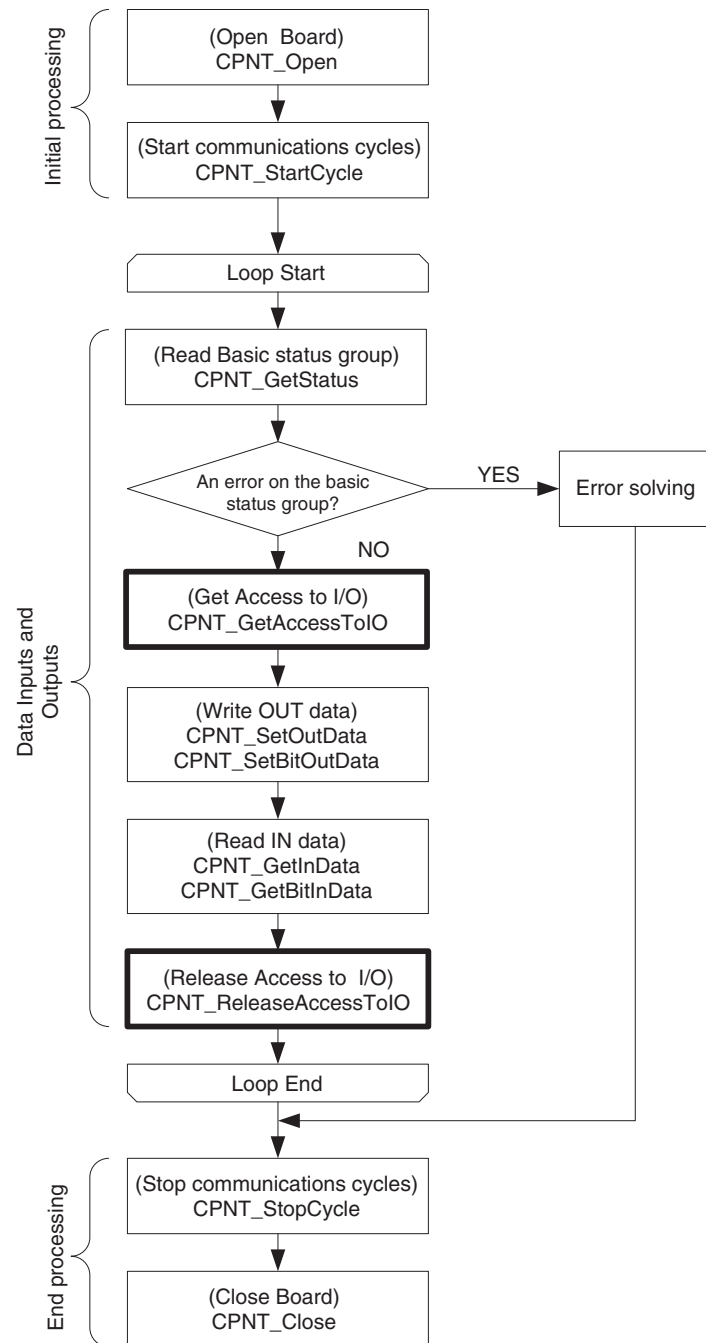 Initial processing
(Open Board)
CPNT_Open
(Start communications cycles)
CPNT_StartCycle
Loop Start
Data Inputs and
Outputs
(Read Basic status group)
CPNT_GetStatus
An error on the basic
status group?
YES
Error solving
NO
(Get Access to I/O)
CPNT_GetAccessToIO
(Write OUT data)
CPNT_SetOutData
CPNT_SetBitOutData
(Read IN data)
CPNT_GetInData
CPNT_GetBitInData
(Release Access to I/O)
CPNT_ReleaseAccessToIO
Loop End
End processing
(Stop communications cycles)
CPNT_StopCycle
(Close Board)
CPNT_Close